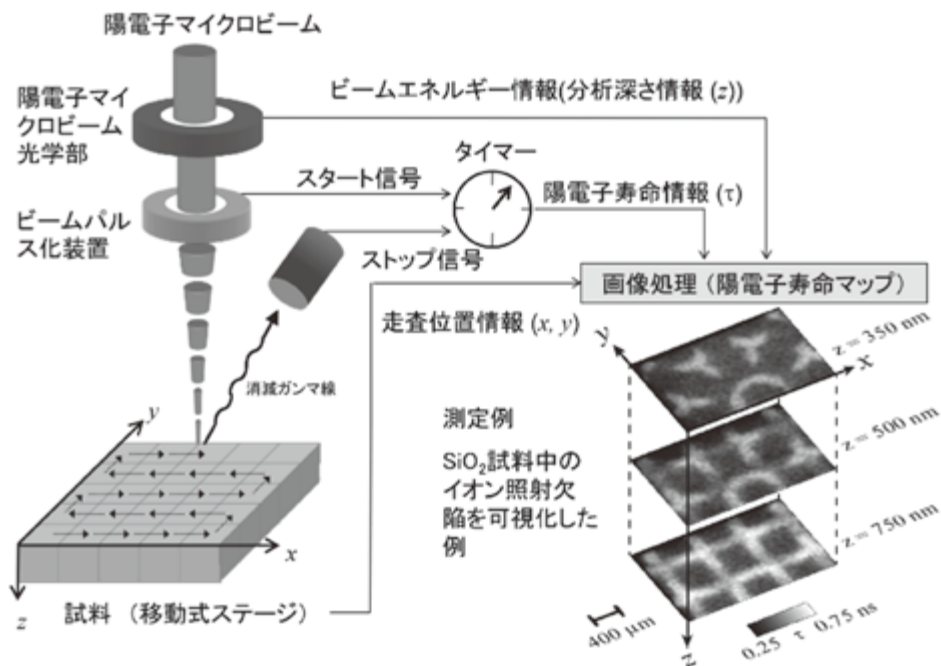 陽電子マイクロビーム
陽電子マイ
クロビーム
光学部
ビームエネルギー情報(分析深さ情報 (z))
タイマー
スタート信号
陽電子寿命情報 (τ)
ビームパル
ス化装置
ストップ信号
画像処理 (陽電子寿命マップ)
走査位置情報 (x, y)
消滅ガンマ線
y
x
z
試料 (移動式ステージ)
測定例
SiO₂試料中の
イオン照射欠
陥を可視化した
例
y
x
z = 350 nm
z = 500 nm
z = 750 nm
400 μm
z
0.25 τ 0.75 ns